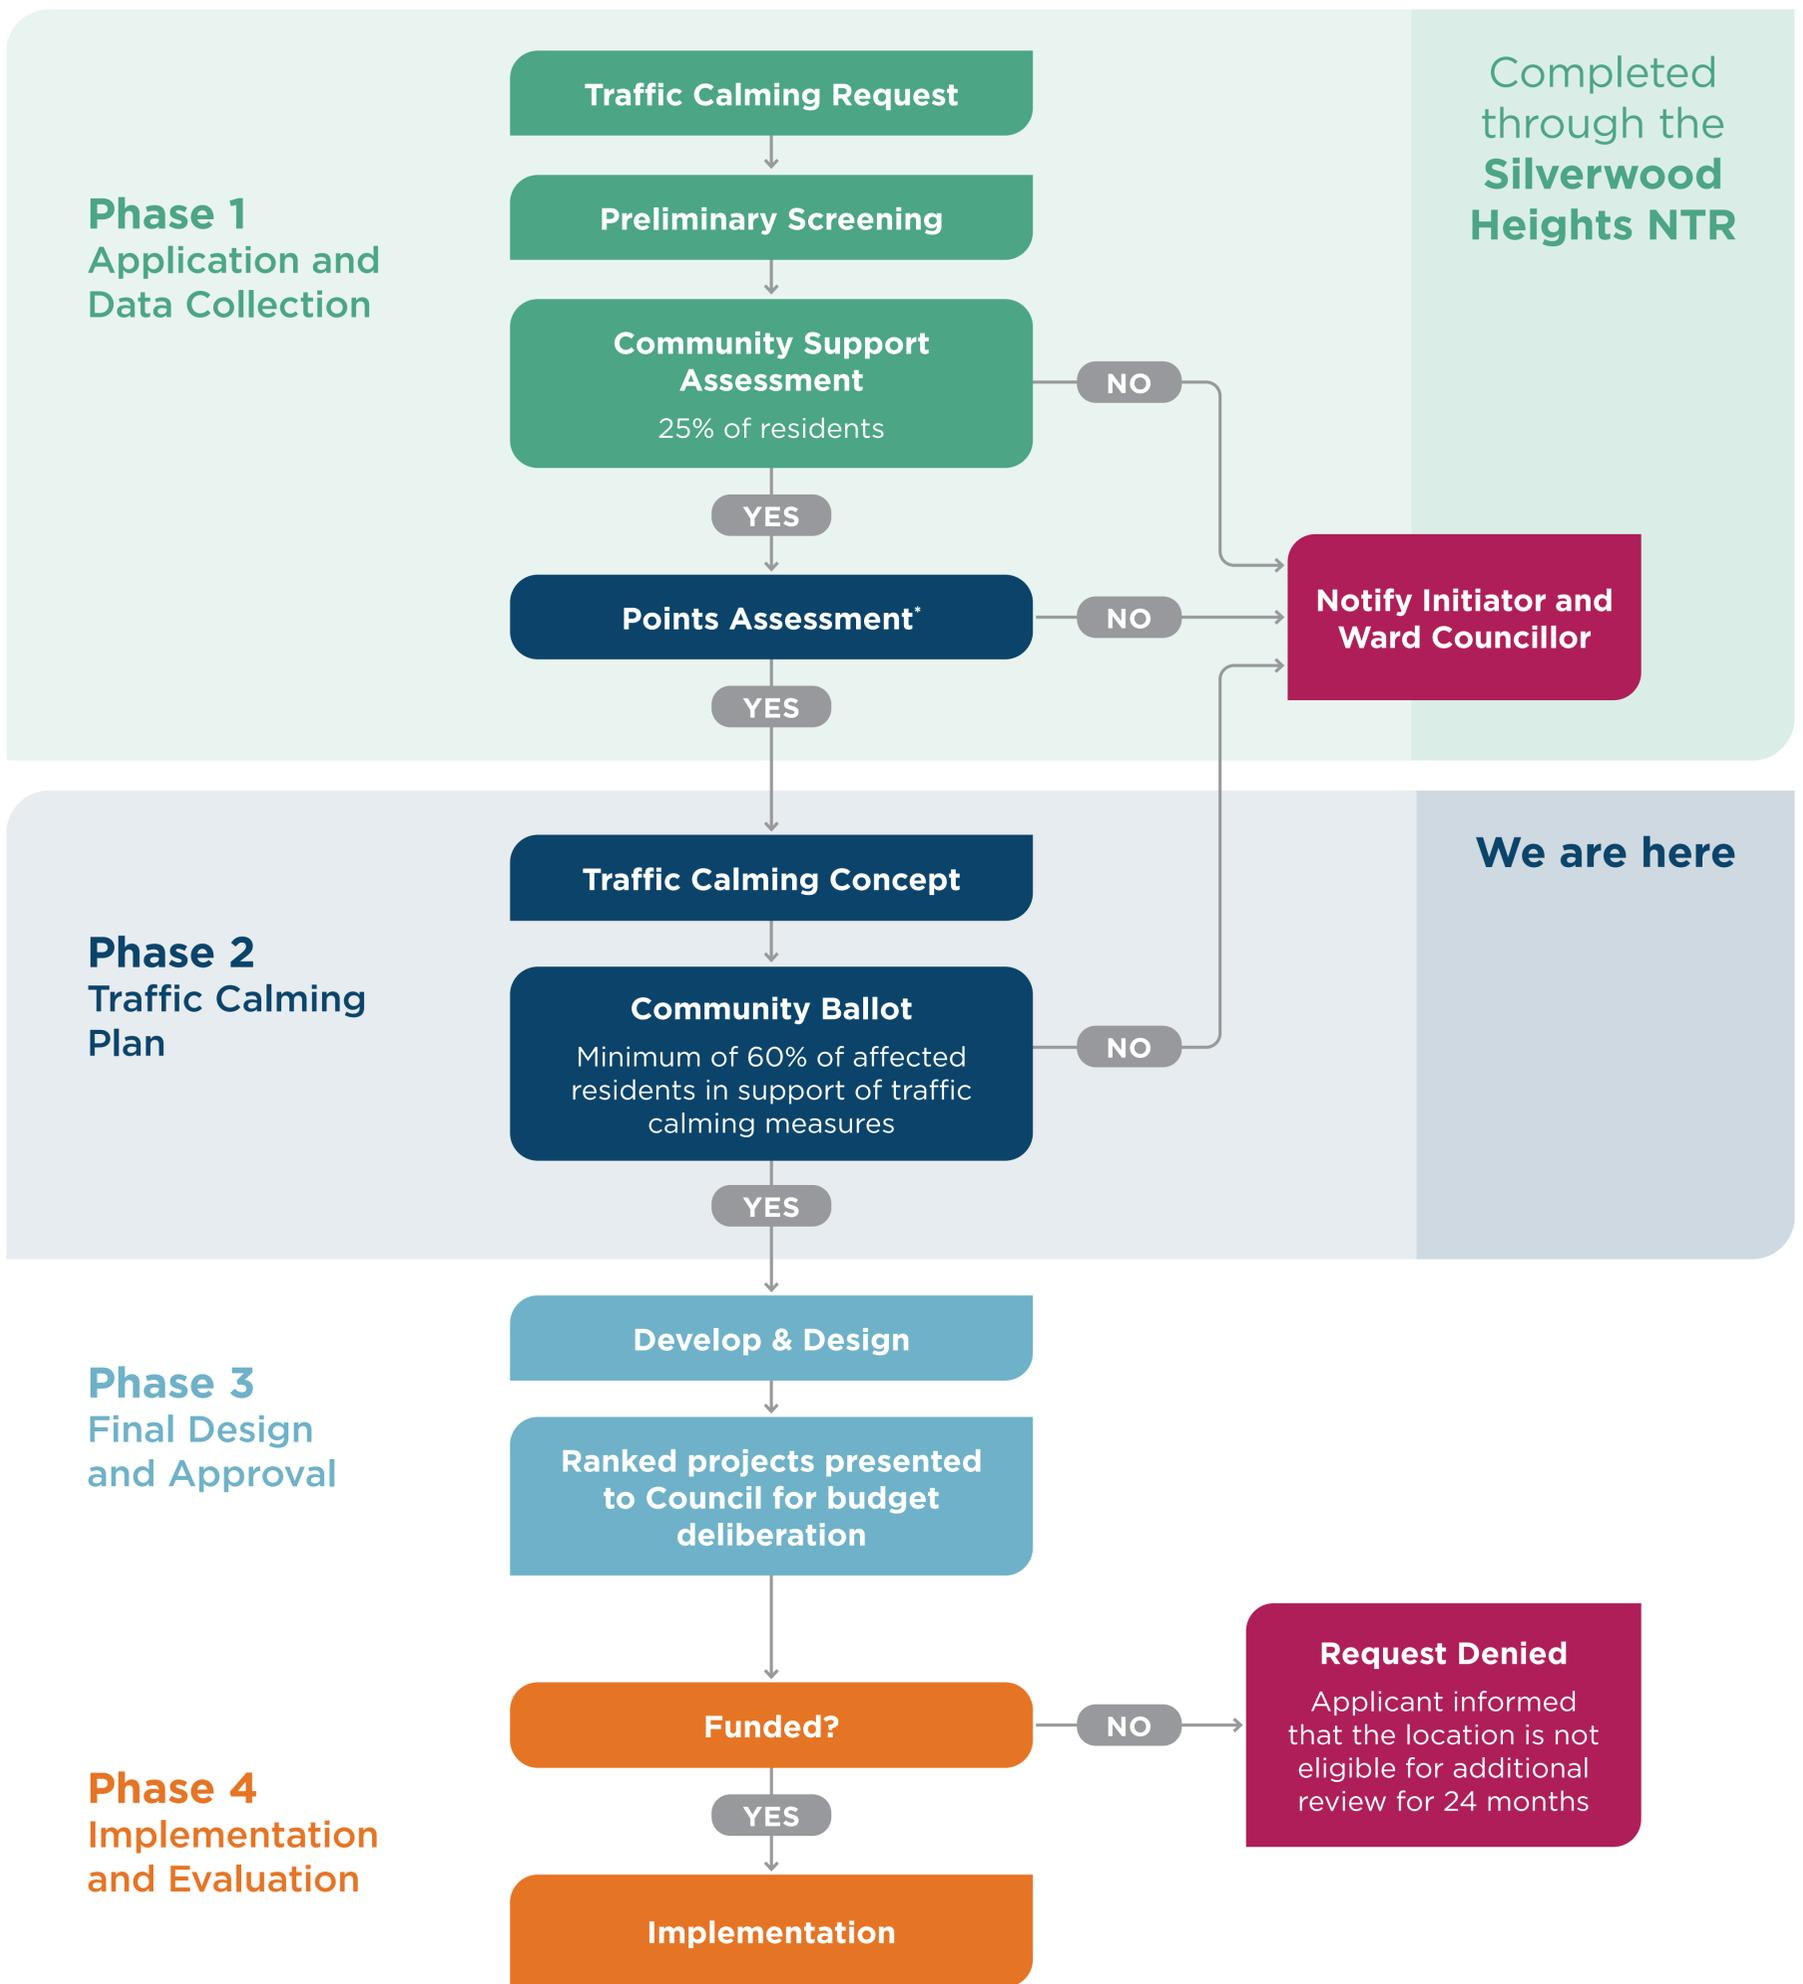 Traffic Calming Request
Completed
through the
Silverwood
Heights NTR
Phase 1
Application and
Data Collection
Preliminary Screening
Community Support
Assessment
25% of residents
NO
YES
Points Assessment*
NO
Notify Initiator and
Ward Councillor
YES
We are here
Phase 2
Traffic Calming
Plan
Traffic Calming Concept
Community Ballot
Minimum of 60% of affected
residents in support of traffic
calming measures
NO
YES
Phase 3
Final Design
and Approval
Develop & Design
Ranked projects presented
to Council for budget
deliberation
Phase 4
Implementation
and Evaluation
Funded?
NO
Request Denied
Applicant informed
that the location is not
eligible for additional
review for 24 months
YES
Implementation